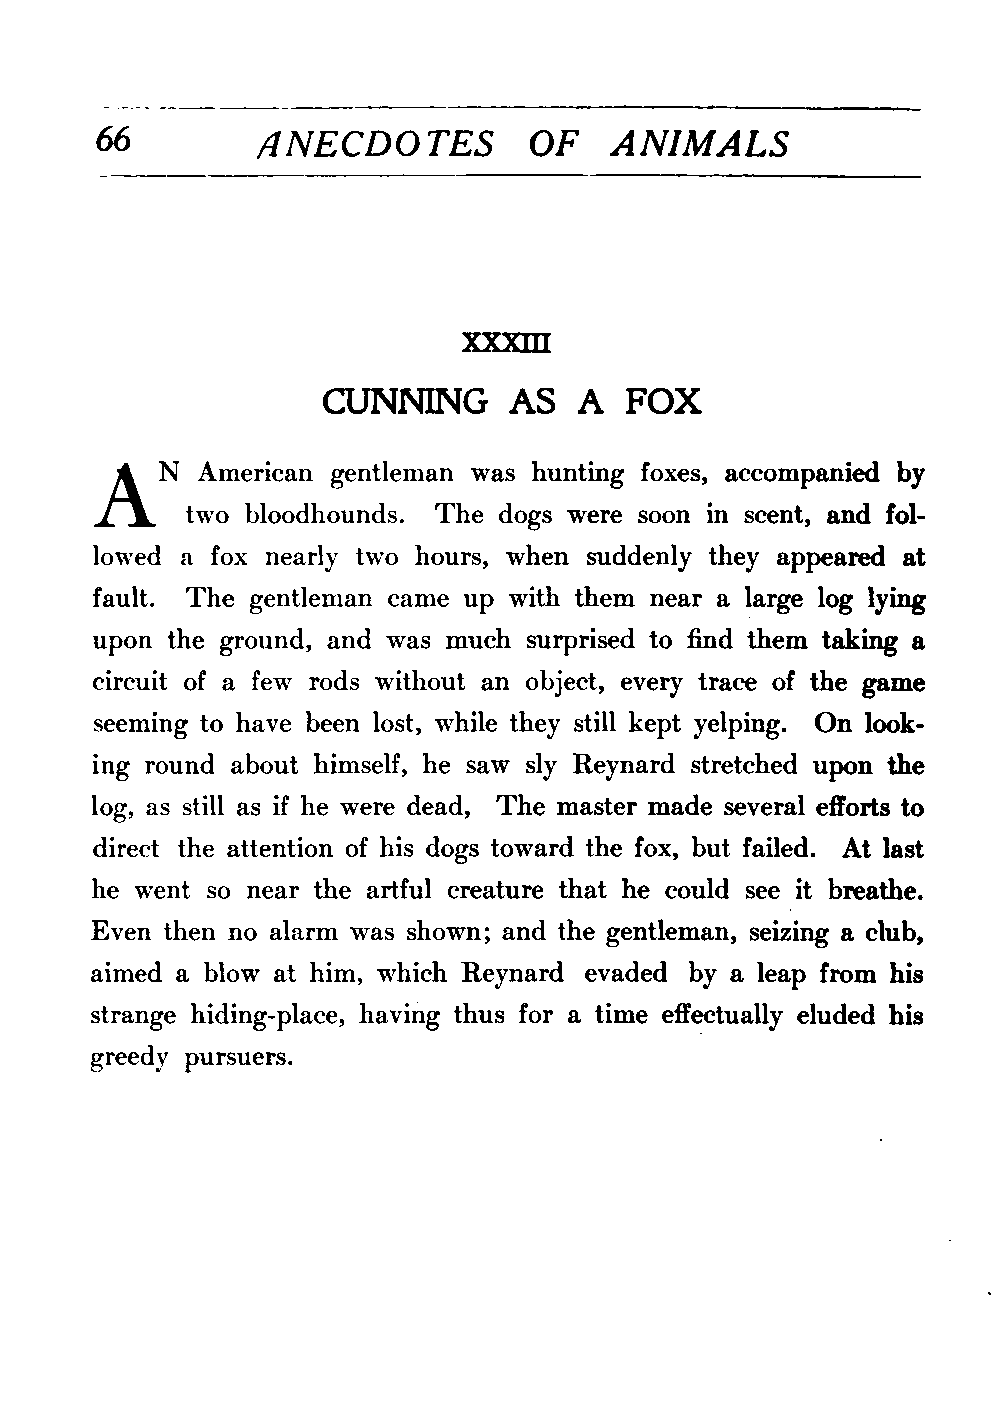 66 ANECDOTES OF ANIMALS
XXXIII
CUNNING AS A FOX
AN American gentleman was hunting foxes, accompanied by
two bloodhounds. The dogs were soon in scent, and fol-
lowed a fox nearly two hours, when suddenly they appeared at
fault. The gentleman came up with them near a large log lying
upon the ground, and was much surprised to find them taking a
circuit of a few rods without an object, every trace of the game
seeming to have been lost, while they still kept yelping. On look-
ing round about himself, he saw sly Reynard stretched upon the
log, as still as if he were dead, The master made several efforts to
direct the attention of his dogs toward the fox, but failed. At last
he went so near the artful creature that he could see it breathe.
Even then no alarm was shown; and the gentleman, seizing a club,
aimed a blow at him, which Reynard evaded by a leap from his
strange hiding-place, having thus for a time effectually eluded his
greedy pursuers.